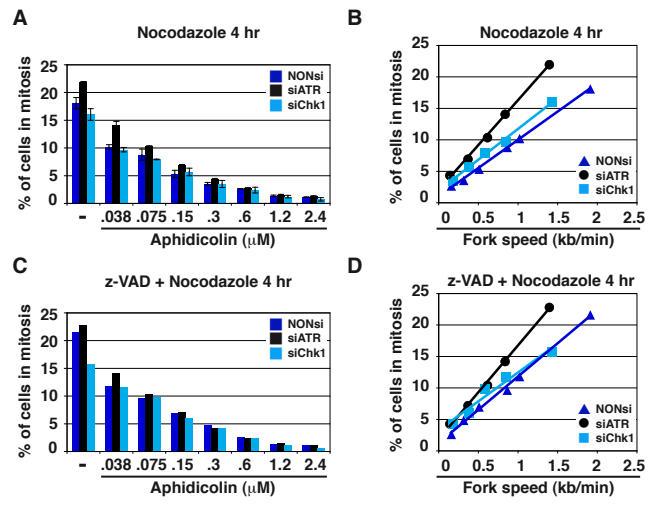 A
Nocodazole 4 hr
% of cells in mitosis
25
20
15
10
5
0
NONsi
siATR
siChk1
- .038 .075 .15 .3 .6 1.2 2.4
Aphidicolin (µM)
B
Nocodazole 4 hr
% of cells in mitosis
25
20
15
10
5
0
NONsi
siATR
siChk1
0 0.5 1 1.5 2 2.5
Fork speed (kb/min)
C
z-VAD + Nocodazole 4 hr
% of cells in mitosis
25
20
15
10
5
0
NONsi
siATR
siChk1
- .038 .075 .15 .3 .6 1.2 2.4
Aphidicolin (µM)
D
z-VAD + Nocodazole 4 hr
% of cells in mitosis
25
20
15
10
5
0
NONsi
siATR
siChk1
0 0.5 1 1.5 2 2.5
Fork speed (kb/min)